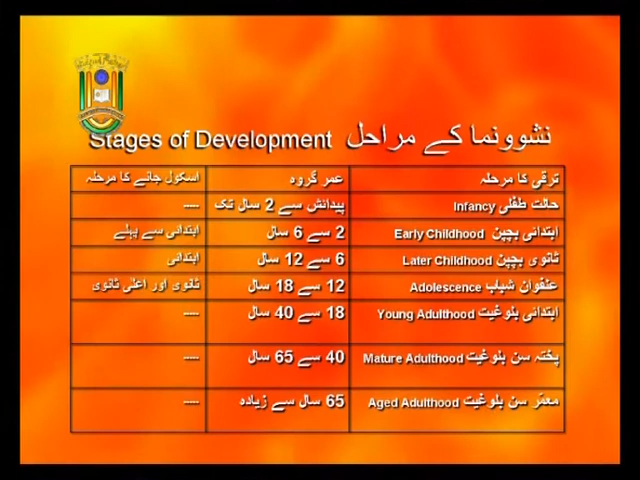 نشوونما کے مراحل Stages of Development
ترقی کا مرحلہ عمر گروہ اسکول جانے کا مرحلہ
حالت طفلی Infancy پیدائش سے 2 سال تک -----
ابتدائی بچپن Early Childhood 2 سے 6 سال ابتدائی سے پہلے
ثانوی بچپن Later Childhood 6 سے 12 سال ابتدائی
عنفوان شباب Adolescence 12 سے 18 سال ثانوی اور اعلٰی ثانوی
ابتدائی بلوغیت Young Adulthood 18 سے 40 سال -----
پختہ سن بلوغیت Mature Adulthood 40 سے 65 سال -----
معمّر سن بلوغیت Aged Adulthood 65 سال سے زیادہ -----